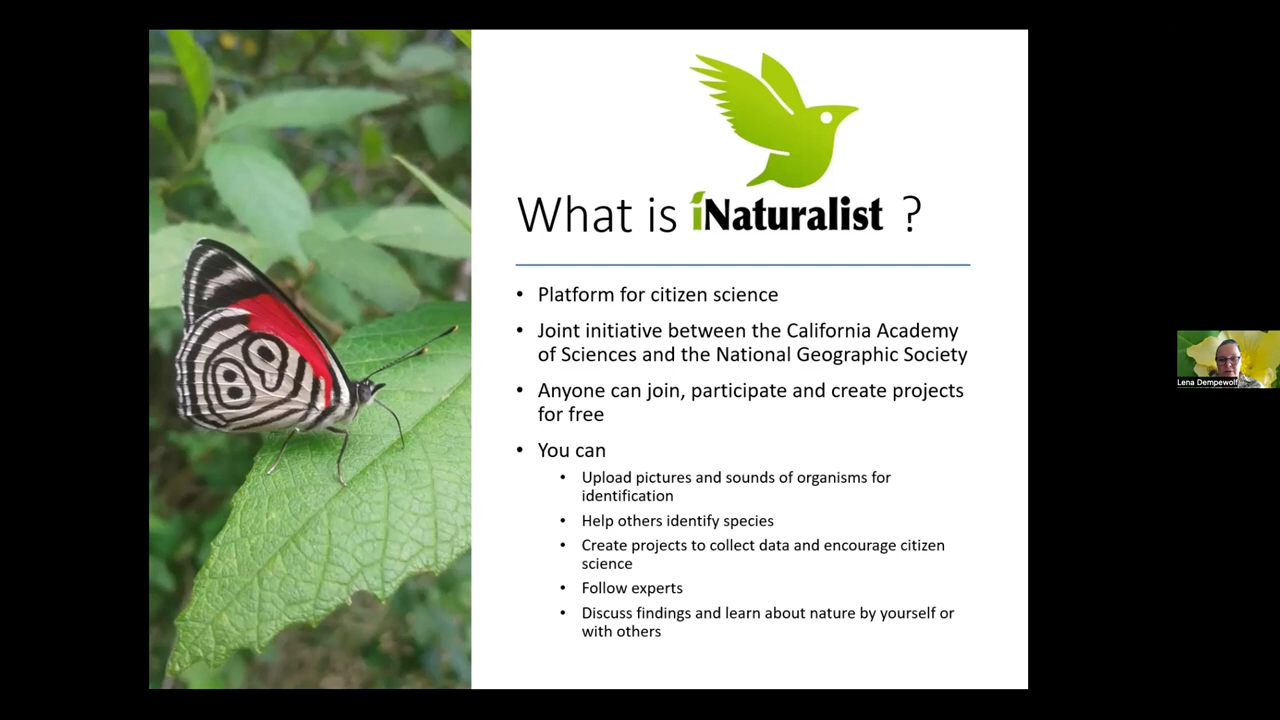 What is iNaturalist ?
• Platform for citizen science
• Joint initiative between the California Academy
of Sciences and the National Geographic Society
• Anyone can join, participate and create projects
for free
• You can
• Upload pictures and sounds of organisms for
identification
• Help others identify species
• Create projects to collect data and encourage citizen
science
• Follow experts
• Discuss findings and learn about nature by yourself or
with others
Lena Dempewolf